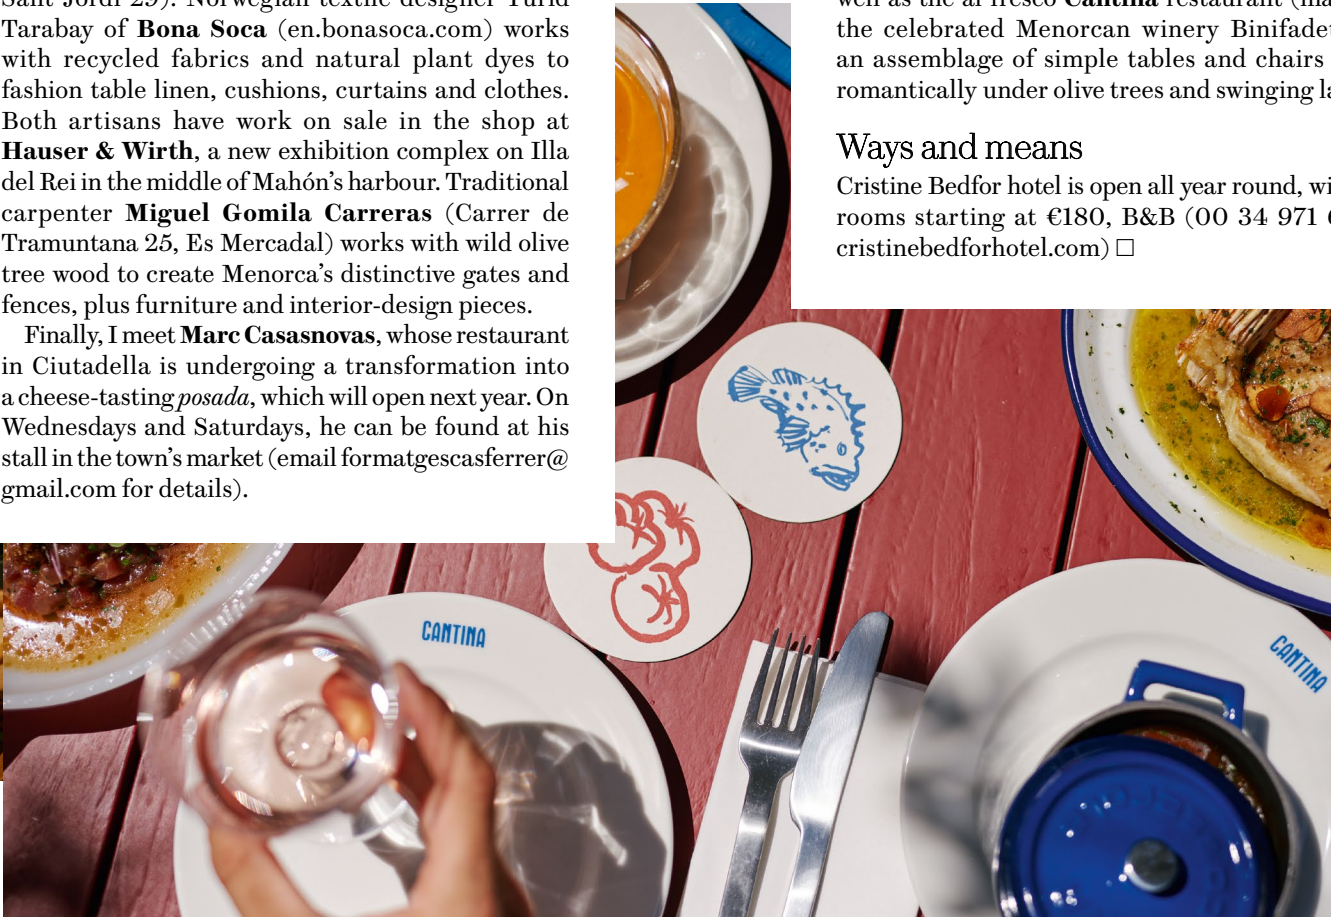 Sant Jordi 29). Norwegian textile designer Turid
Tarabay of Bona Soca (en.bonasoca.com) works
with recycled fabrics and natural plant dyes to
fashion table linen, cushions, curtains and clothes.
Both artisans have work on sale in the shop at
Hauser & Wirth, a new exhibition complex on Illa
del Rei in the middle of Mahón’s harbour. Traditional
carpenter Miguel Gomila Carreras (Carrer de
Tramuntana 25, Es Mercadal) works with wild olive
tree wood to create Menorca’s distinctive gates and
fences, plus furniture and interior-design pieces.
Finally, I meet Marc Casasnovas, whose restaurant
in Ciutadella is undergoing a transformation into
a cheese-tasting posada, which will open next year. On
Wednesdays and Saturdays, he can be found at his
stall in the town’s market (email formatgescasferrer@
gmail.com for details).
well as the al fresco Cantina restaurant
the celebrated Menorcan winery
an assemblage of simple tables and chairs
romantically under olive trees and swinging
Ways and means
Cristine Bedfor hotel is open all year round,
rooms starting at €180, B&B (00 34 971
cristinebedforhotel.com) □
CANTINA
CANTINA